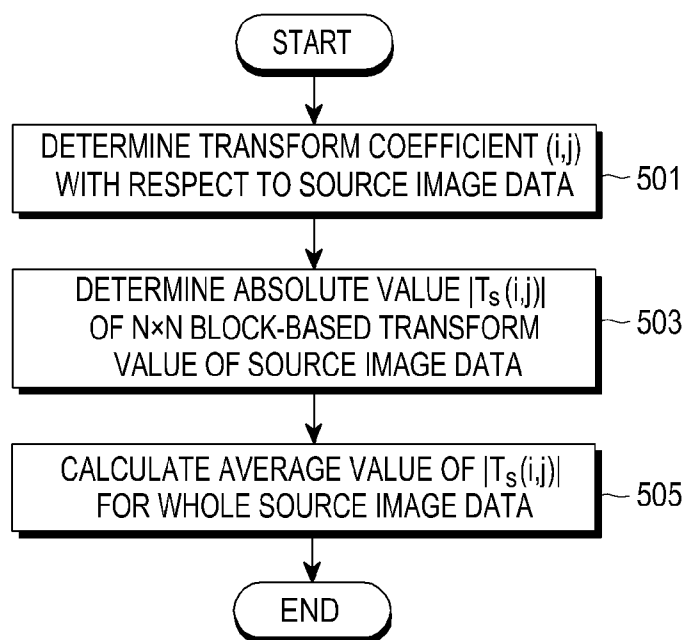 START
DETERMINE TRANSFORM COEFFICIENT (i,j)
WITH RESPECT TO SOURCE IMAGE DATA
501
DETERMINE ABSOLUTE VALUE |Ts(i,j)|
OF N×N BLOCK-BASED TRANSFORM
VALUE OF SOURCE IMAGE DATA
503
CALCULATE AVERAGE VALUE OF |Ts(i,j)|
FOR WHOLE SOURCE IMAGE DATA
505
END